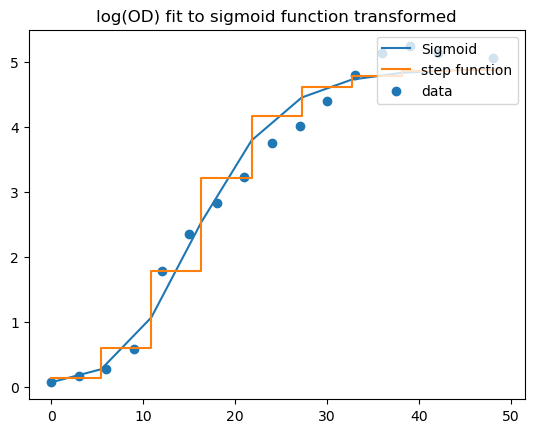 log(OD) fit to sigmoid function transformed
Sigmoid
step function
data
5
4
3
2
1
0
0 10 20 30 40 50